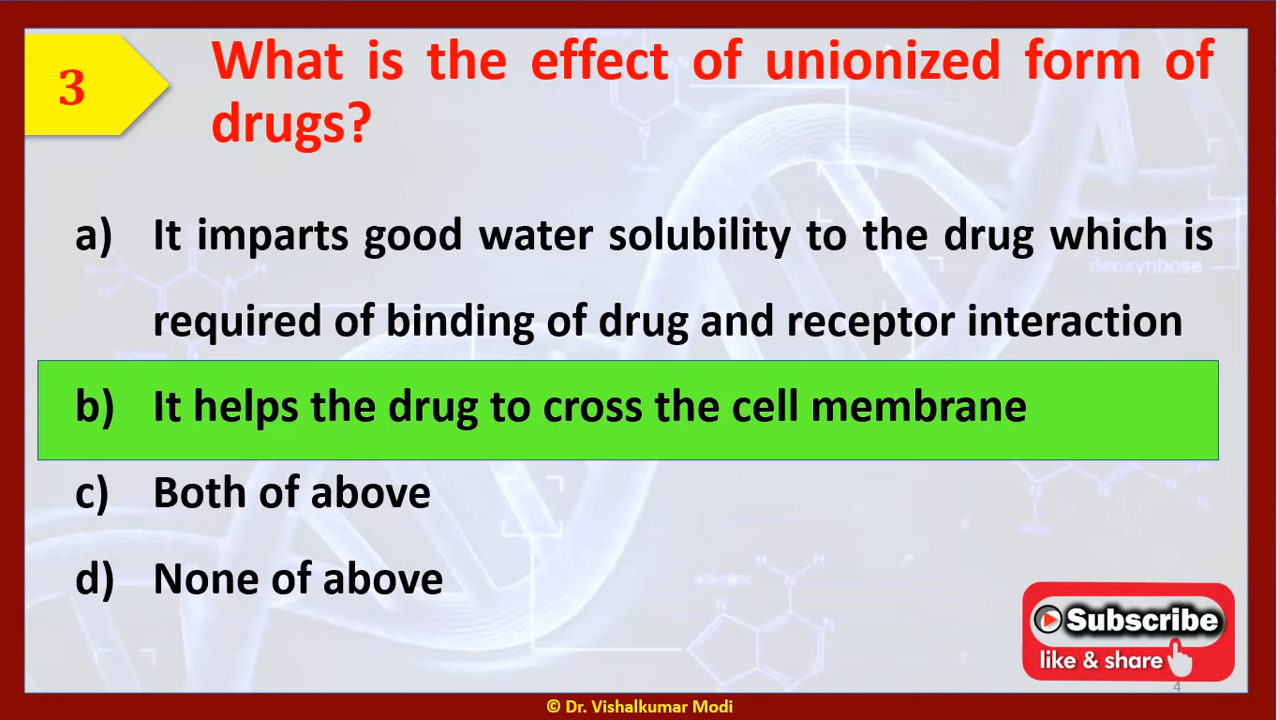 3
What is the effect of unionized form of
drugs?
a) It imparts good water solubility to the drug which is
deoxyribose
required of binding of drug and receptor interaction
b) It helps the drug to cross the cell membrane
c) Both of above
d) None of above
Subscribe
like & share
4
© Dr. Vishalkumar Modi